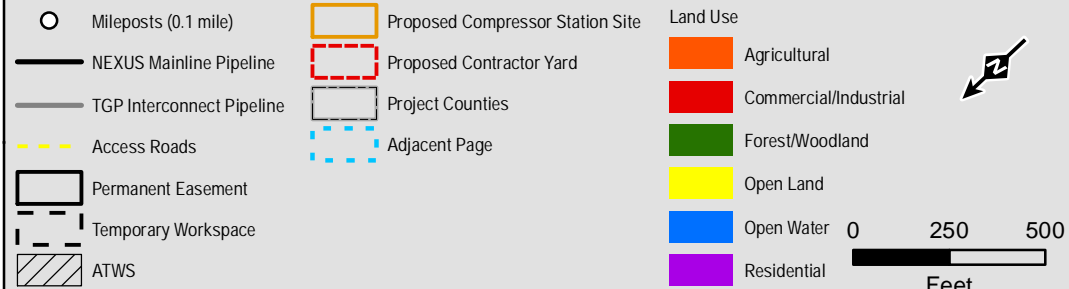 Mileposts (0.1 mile)
NEXUS Mainline Pipeline
TGP Interconnect Pipeline
Access Roads
Permanent Easement
Temporary Workspace
ATWS
Proposed Compressor Station Site
Proposed Contractor Yard
Project Counties
Adjacent Page
Land Use
Agricultural
Commercial/Industrial
Forest/Woodland
Open Land
Open Water
Residential
N
0 250 500
Feet